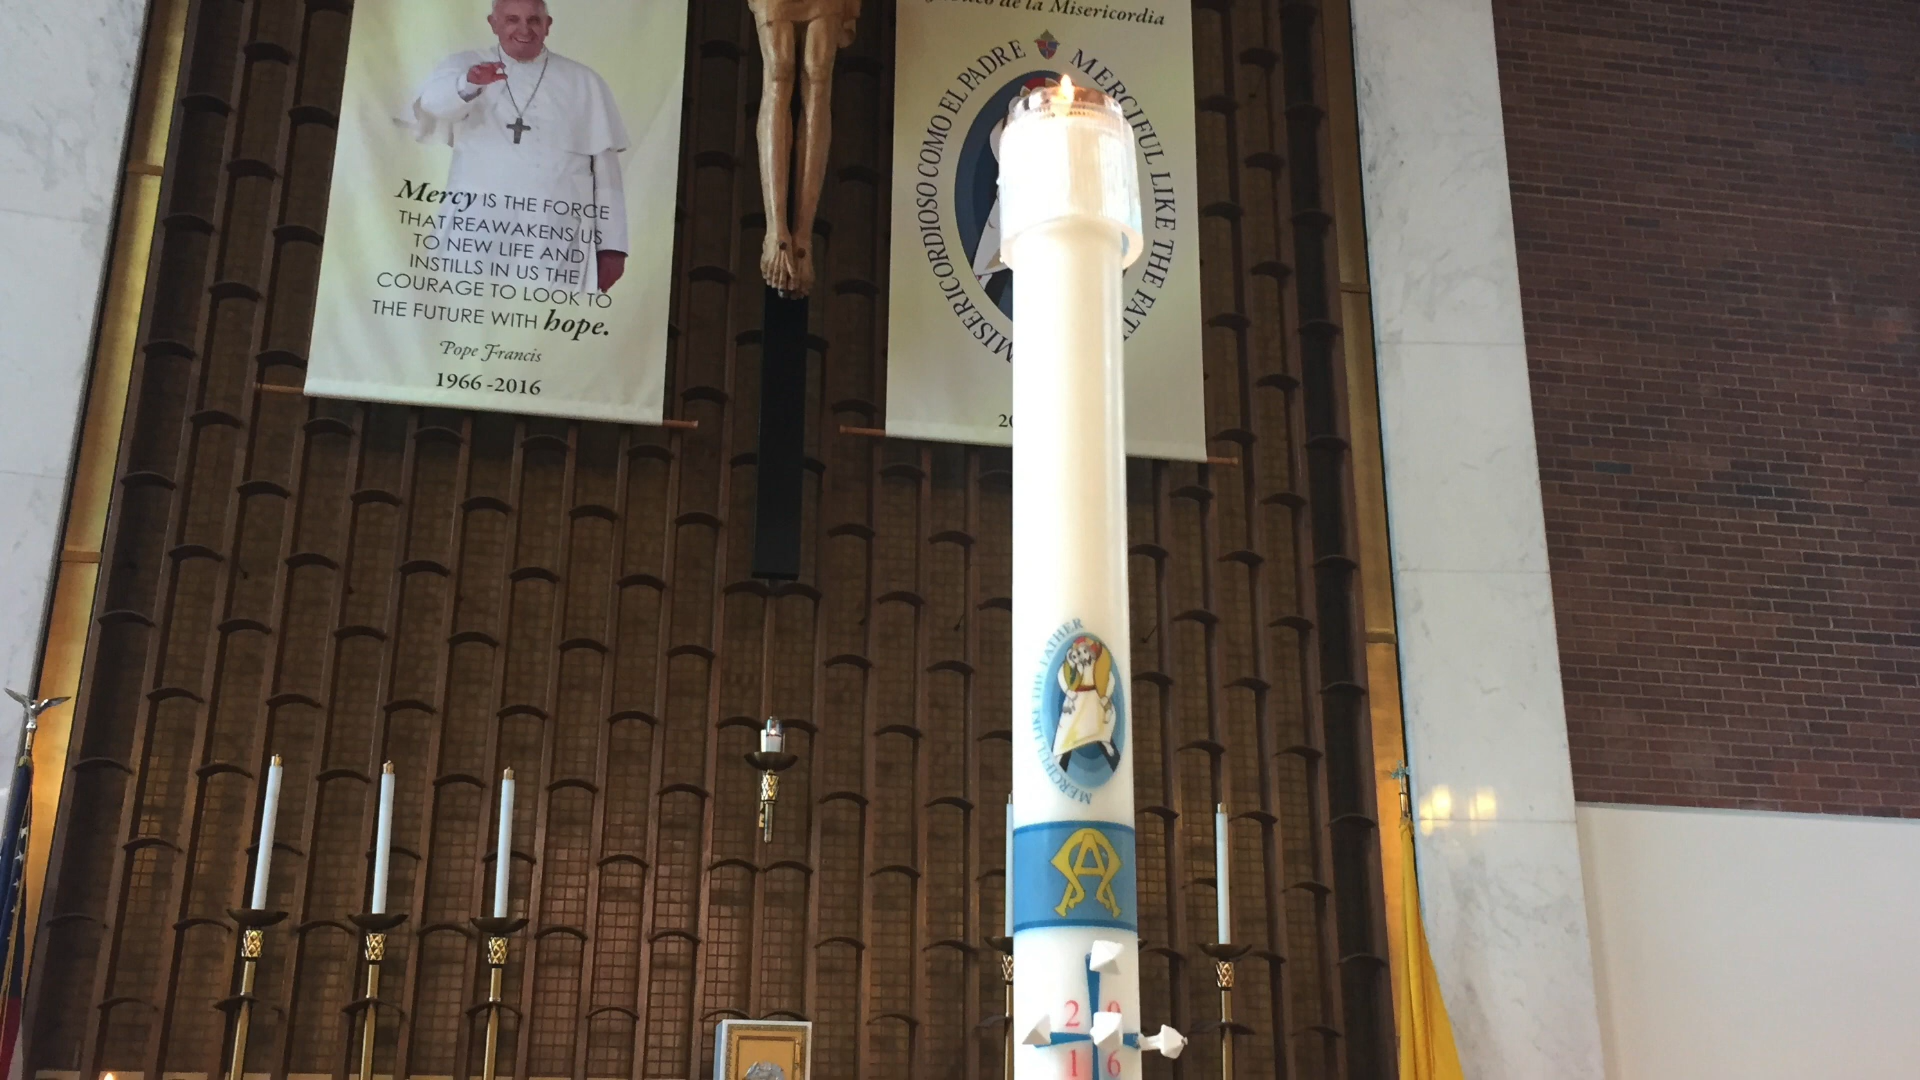 Mercy IS THE FORCE
THAT REAWAKENS US
TO NEW LIFE AND
INSTILLS IN US THE
COURAGE TO LOOK TO
THE FUTURE WITH hope.
Pope Francis
1966-2016
de la Misericordia
MISERICORDIOSO COMO EL PADRE
MERCIFUL LIKE THE
MERCIFUL LIKE THE FATHER
Α Ω
2 0
1 6